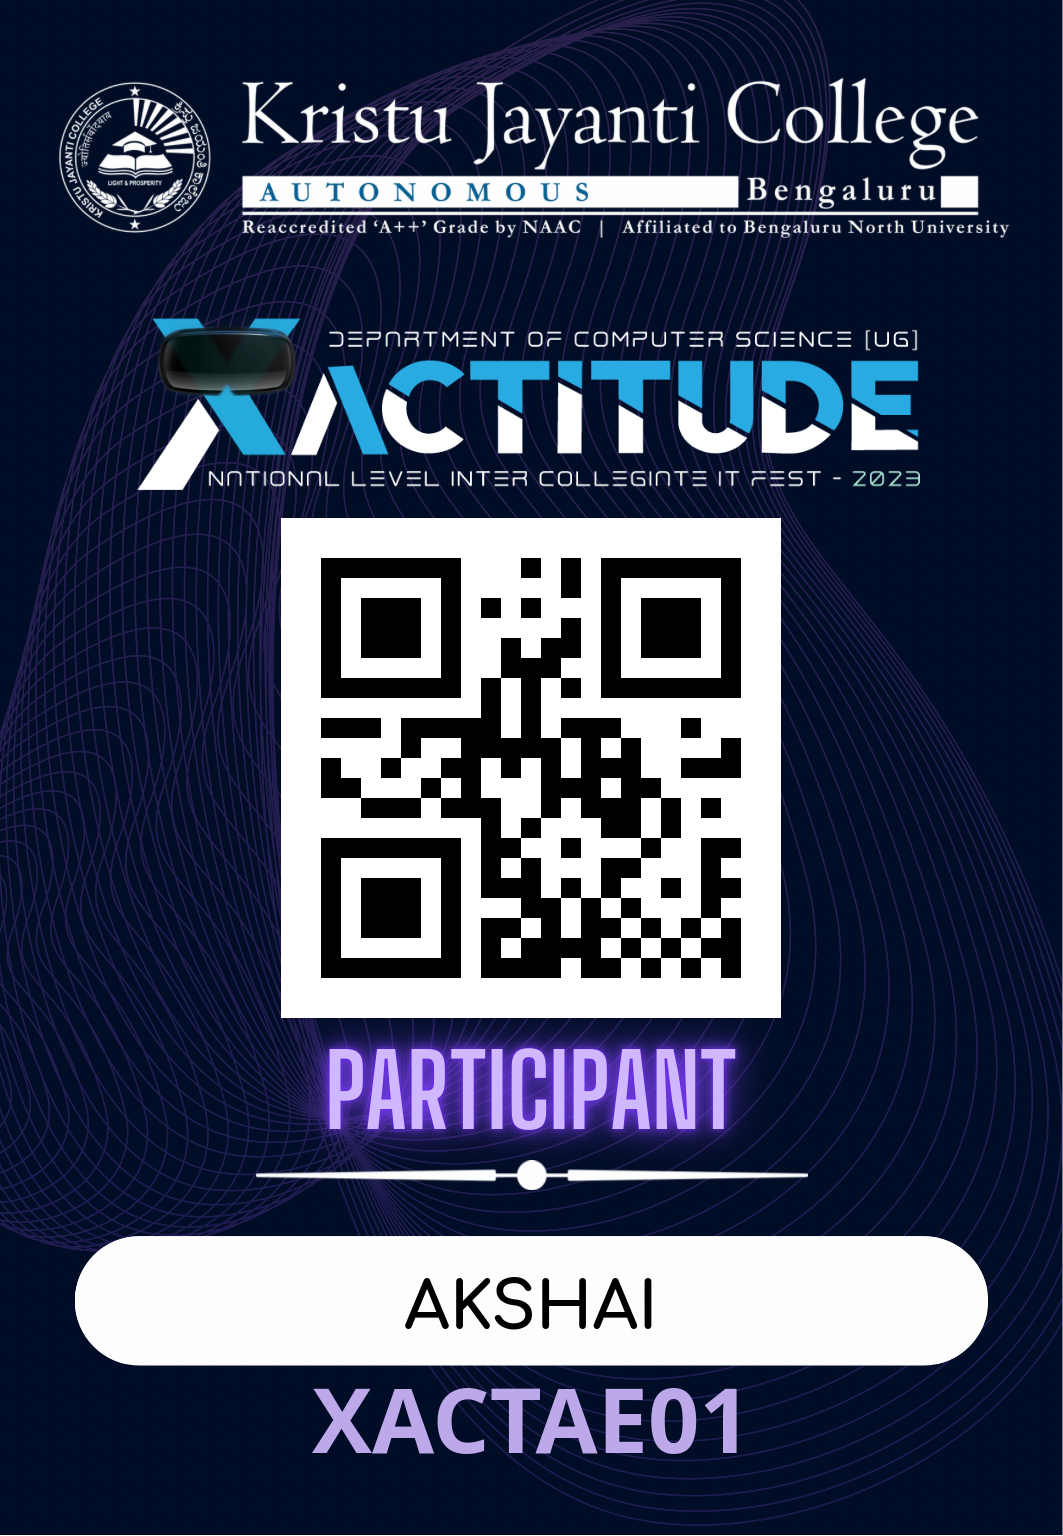 KRISTU JAYANTI COLLEGE
LIGHT & PROSPERITY
Kristu Jayanti College
AUTONOMOUS Bengaluru
Reaccredited ‘A++’ Grade by NAAC | Affiliated to Bengaluru North University
DEPARTMENT OF COMPUTER SCIENCE [UG]
XACTITUDE
NATIONAL LEVEL INTER COLLEGIATE IT FEST - 2023
PARTICIPANT
AKSHAI
XACTAE01